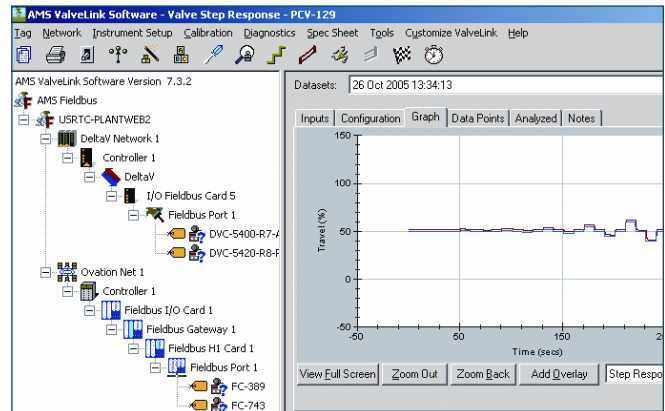 AMS ValveLink Software - Valve Step Response - PCV-129
Tag Network Instrument Setup Calibration Diagnostics Spec Sheet Tools Customize ValveLink Help
AMS ValveLink Software Version 7.3.2
AMS Fieldbus
USRTC-PLANTWEB2
DeltaV Network 1
Controller 1
DeltaV
I/O Fieldbus Card 5
Fieldbus Port 1
DVC-5400-R7-A
DVC-5420-R8-F
Ovation Net 1
Controller 1
Fieldbus I/O Card 1
Fieldbus Gateway 1
Fieldbus H1 Card 1
Fieldbus Port 1
FC-389
FC-743
Datasets: 26 Oct 2005 13:34:13
Inputs Configuration Graph Data Points Analyzed Notes
150
100
50
0
-50
Travel (%)
-50 50 150
Time (secs)
View Full Screen Zoom Out Zoom Back Add Overlay Step Respo